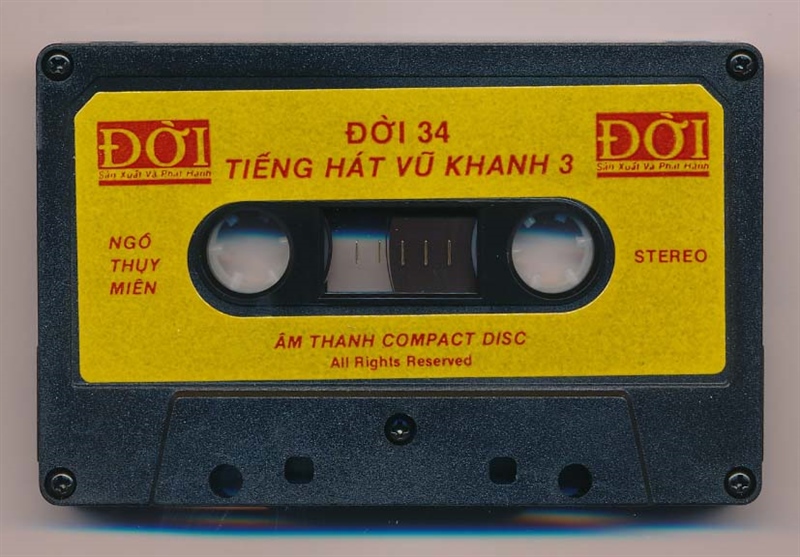 ĐỜI
Sản Xuất Và Phát Hành
ĐỜI 34
TIẾNG HÁT VŨ KHANH 3
ĐỜI
Sản Xuất Và Phát Hành
NGÔ
THỤY
MIÊN
STEREO
ÂM THANH COMPACT DISC
All Rights Reserved